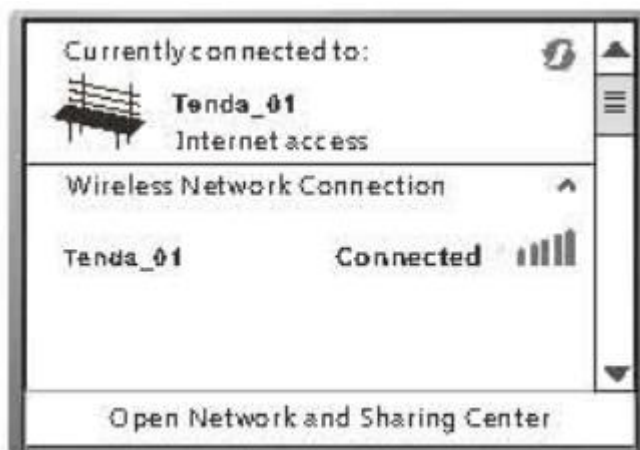 Currently connected to:
Tenda_01
Internet access
Wireless Network Connection
Tenda_01 Connected
Open Network and Sharing Center